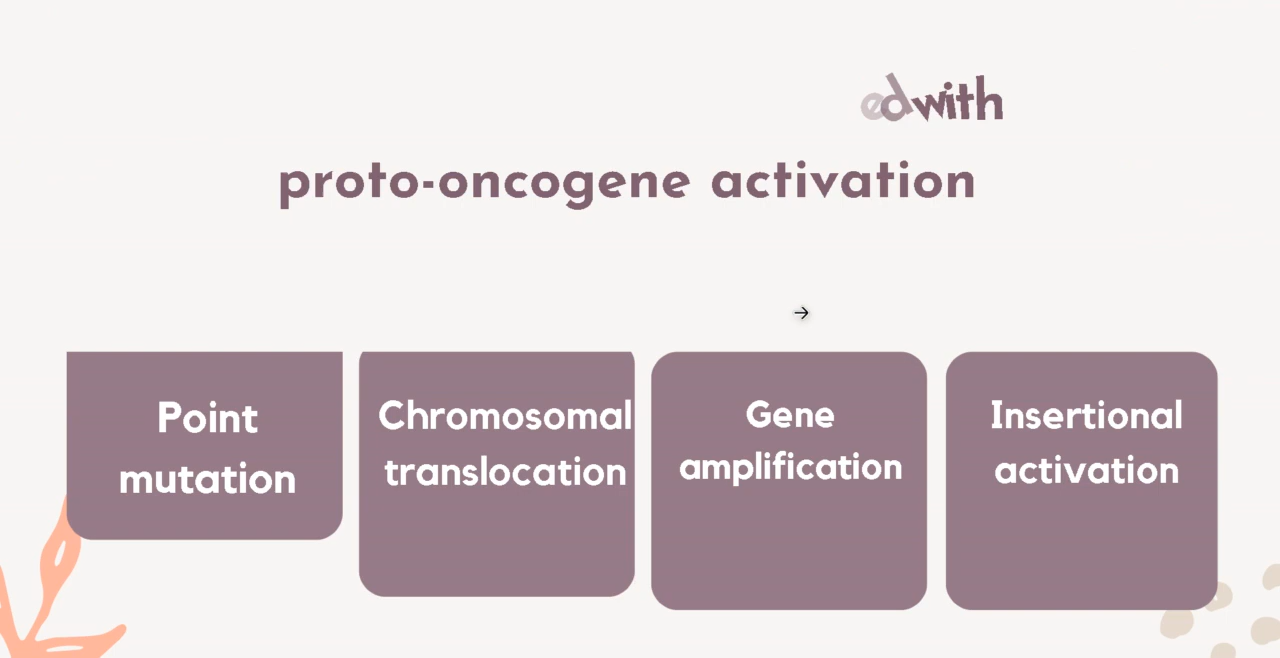 edwith
proto-oncogene activation
Point
mutation
Chromosomal
translocation
Gene
amplification
Insertional
activation